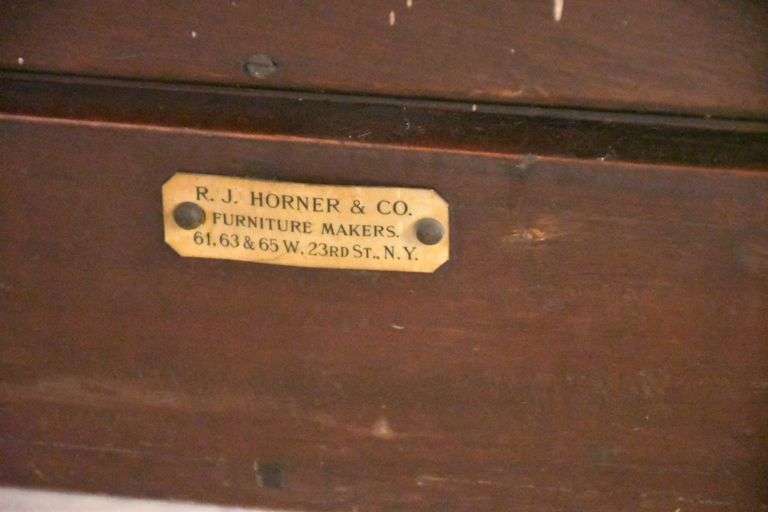 R. J. HORNER & CO.
FURNITURE MAKERS.
61, 63 & 65 W. 23RD ST., N.Y.